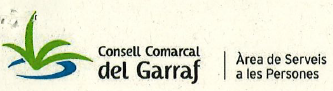 Consell Comarcal
del Garraf
Àrea de Serveis
a les Persones